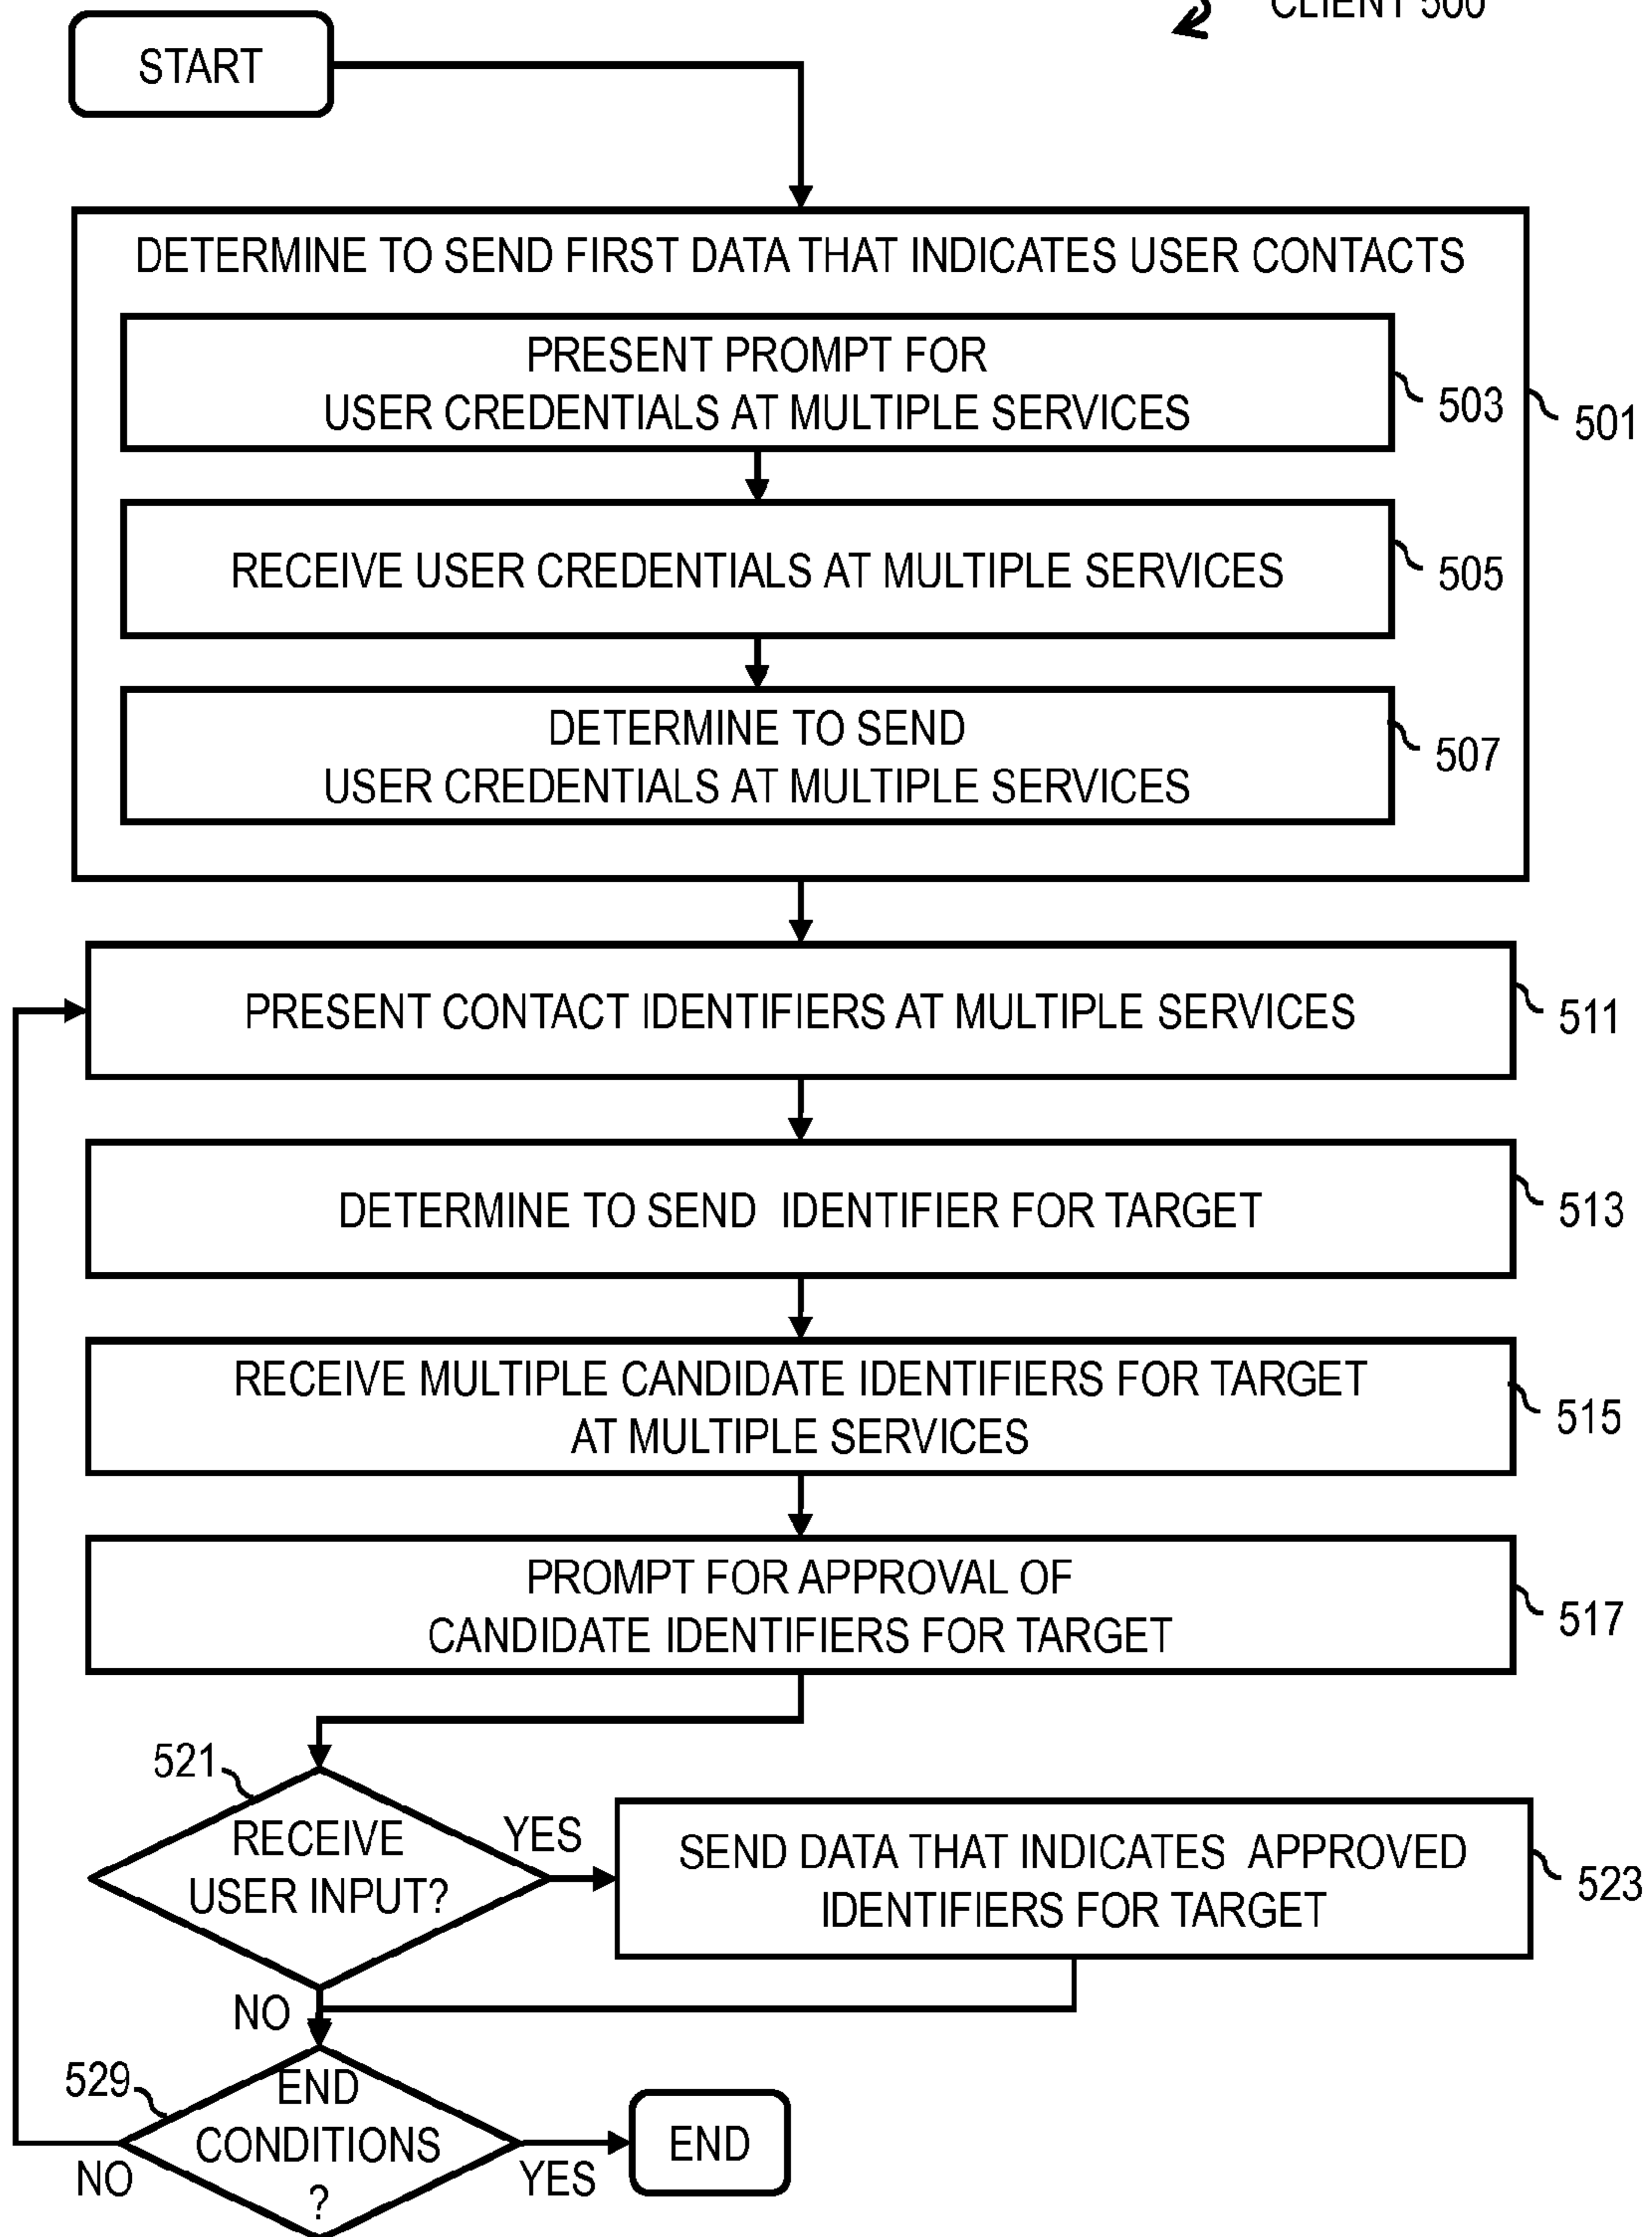 CLIENT 500
START
DETERMINE TO SEND FIRST DATA THAT INDICATES USER CONTACTS
PRESENT PROMPT FOR
USER CREDENTIALS AT MULTIPLE SERVICES
503
501
RECEIVE USER CREDENTIALS AT MULTIPLE SERVICES
505
DETERMINE TO SEND
USER CREDENTIALS AT MULTIPLE SERVICES
507
PRESENT CONTACT IDENTIFIERS AT MULTIPLE SERVICES
511
DETERMINE TO SEND IDENTIFIER FOR TARGET
513
RECEIVE MULTIPLE CANDIDATE IDENTIFIERS FOR TARGET
AT MULTIPLE SERVICES
515
PROMPT FOR APPROVAL OF
CANDIDATE IDENTIFIERS FOR TARGET
517
521
RECEIVE
USER INPUT?
YES
SEND DATA THAT INDICATES APPROVED
IDENTIFIERS FOR TARGET
523
NO
529
END
CONDITIONS
?
NO
YES
END